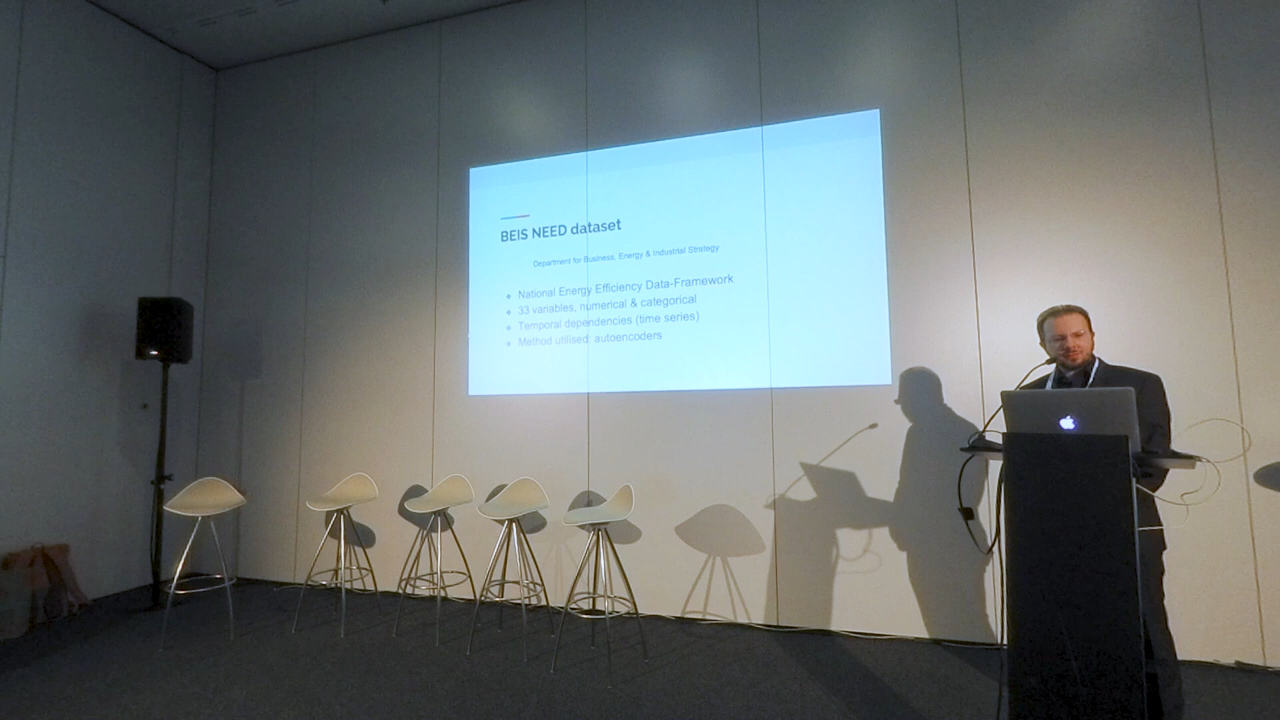 BEIS NEED dataset
Department for Business, Energy & Industrial Strategy
National Energy Efficiency Data-Framework
33 variables, numerical & categorical
Temporal dependencies (time series)
Method utilised: autoencoders